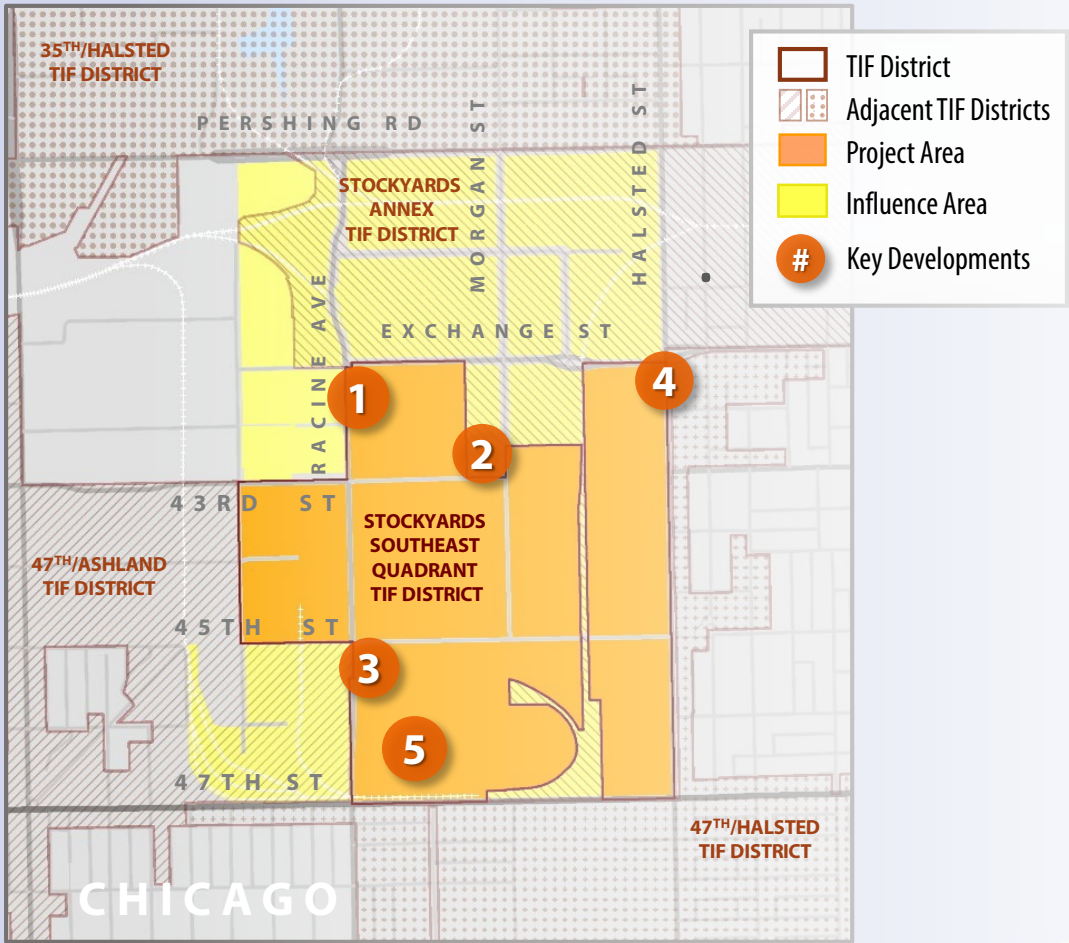 35TH/HALSTED
TIF DISTRICT
PERSHING RD
STOCKYARDS
ANNEX
TIF DISTRICT
MORGAN ST
HALSTED ST
RACINE AVE
EXCHANGE ST
1
4
2
43RD ST
STOCKYARDS
SOUTHEAST
QUADRANT
TIF DISTRICT
47TH/ASHLAND
TIF DISTRICT
45TH ST
3
5
47TH ST
47TH/HALSTED
TIF DISTRICT
CHICAGO
TIF District
Adjacent TIF Districts
Project Area
Influence Area
# Key Developments